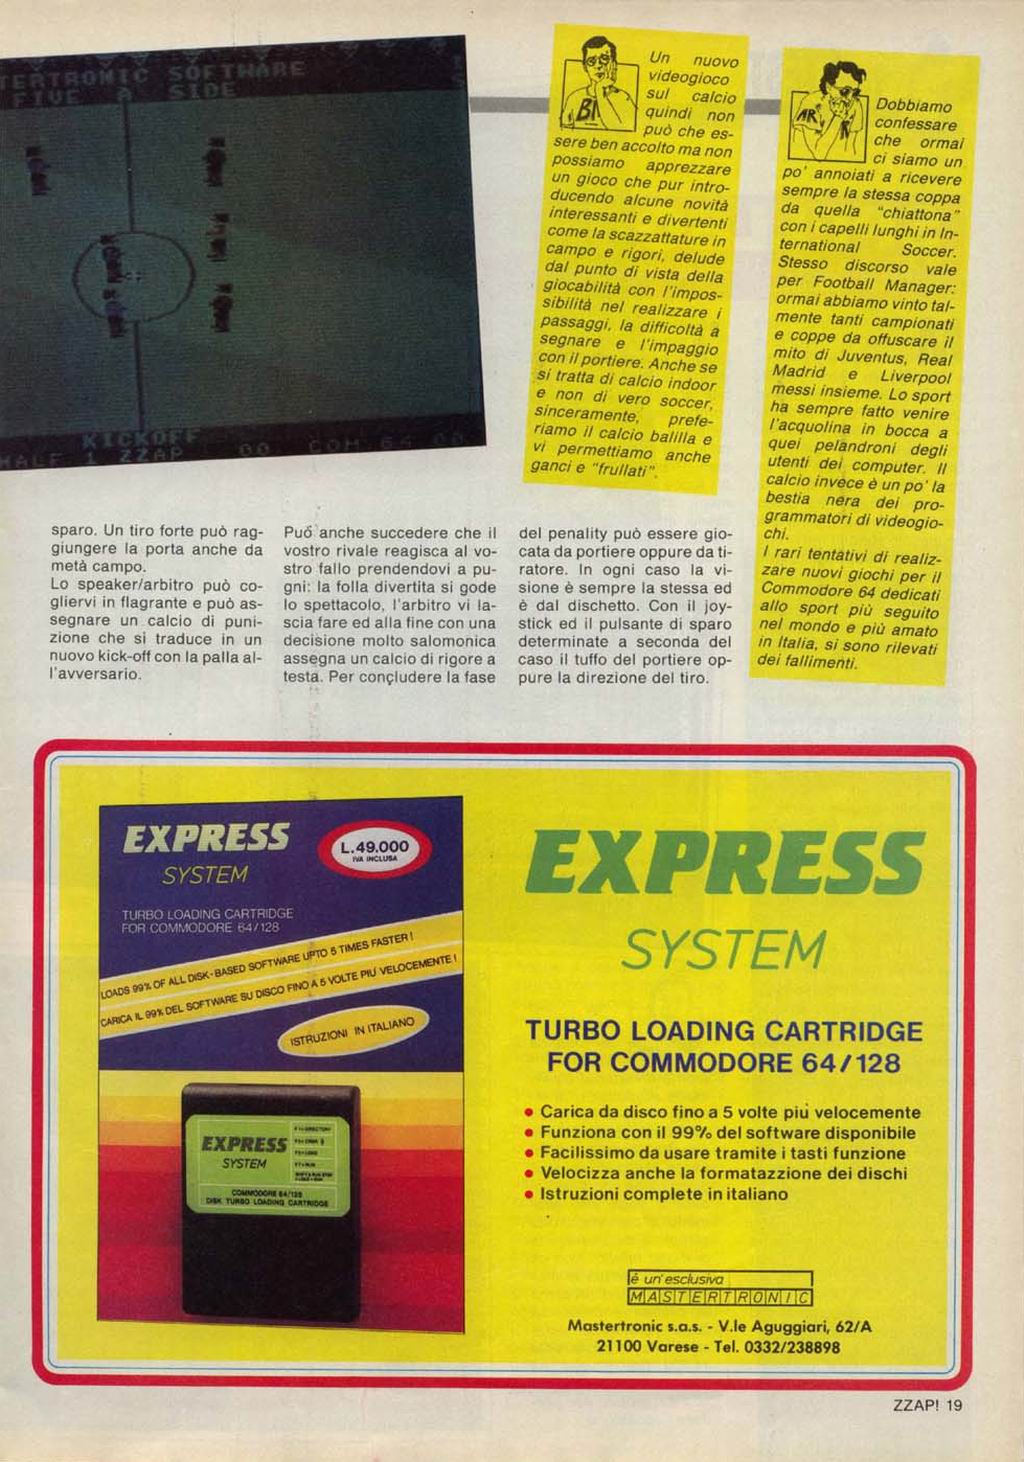 TERTRONIC SOFTWARE
FIVE A SIDE
KICKOFF
HALF 1 ZZAP 00 COM 64 00
Un nuovo
videogioco
sul calcio
quindi non
può che es-
sere ben accolto ma non
possiamo apprezzare
un gioco che pur intro-
ducendo alcune novità
interessanti e divertenti
come la scazzattature in
campo e rigori, delude
dal punto di vista della
giocabilità con l'impos-
sibilità nel realizzare i
passaggi, la difficoltà a
segnare e l'impaggio
con il portiere. Anche se
si tratta di calcio indoor
e non di vero soccer,
sinceramente, prefe-
riamo il calcio balilla e
vi permettiamo anche
ganci e "frullati".
Dobbiamo
confessare
che ormai
ci siamo un
po' annoiati a ricevere
sempre la stessa coppa
da quella "chiattona"
con i capelli lunghi in In-
ternational Soccer.
Stesso discorso vale
per Football Manager:
ormai abbiamo vinto tal-
mente tanti campionati
e coppe da offuscare il
mito di Juventus, Real
Madrid e Liverpool
messi insieme. Lo sport
ha sempre fatto venire
l'acquolina in bocca a
quei pelandroni degli
utenti dei computer. Il
calcio invece è un po' la
bestia nera dei pro-
grammatori di videogio-
chi.
I rari tentativi di realiz-
zare nuovi giochi per il
Commodore 64 dedicati
allo sport più seguito
nel mondo e più amato
in Italia, si sono rilevati
dei fallimenti.
sparo. Un tiro forte può rag-
giungere la porta anche da
metà campo.
Lo speaker/arbitro può co-
gliervi in flagrante e può as-
segnare un calcio di puni-
zione che si traduce in un
nuovo kick-off con la palla al-
l'avversario.
Puó anche succedere che il
vostro rivale reagisca al vo-
stro fallo prendendovi a pu-
gni: la folla divertita si gode
lo spettacolo, l'arbitro vi la-
scia fare ed alla fine con una
decisione molto salomonica
assegna un calcio di rigore a
testa. Per concludere la fase
del penality può essere gio-
cata da portiere oppure da ti-
ratore. In ogni caso la vi-
sione è sempre la stessa ed
è dal dischetto. Con il joy-
stick ed il pulsante di sparo
determinate a seconda del
caso il tuffo del portiere op-
pure la direzione del tiro.
EXPRESS
SYSTEM
L.49.000
IVA INCLUSA
TURBO LOADING CARTRIDGE
FOR COMMODORE 64/128
LOADS 99% OF ALL DISK-BASED SOFTWARE UPTO 5 TIMES FASTER!
CARICA IL 99% DEL SOFTWARE SU DISCO FINO A 5 VOLTE PIU' VELOCEMENTE!
ISTRUZIONI IN ITALIANO
EXPRESS
SYSTEM
COMMODORE 64/128
DISK TURBO LOADING CARTRIDGE
EXPRESS
SYSTEM
TURBO LOADING CARTRIDGE
FOR COMMODORE 64/128
• Carica da disco fino a 5 volte più velocemente
• Funziona con il 99% del software disponibile
• Facilissimo da usare tramite i tasti funzione
• Velocizza anche la formatazzione dei dischi
• Istruzioni complete in italiano
é un'esclusiva
MASTERTRONIC
Mastertronic s.a.s. - V.le Aguggiari, 62/A
21100 Varese - Tel. 0332/238898
ZZAP! 19